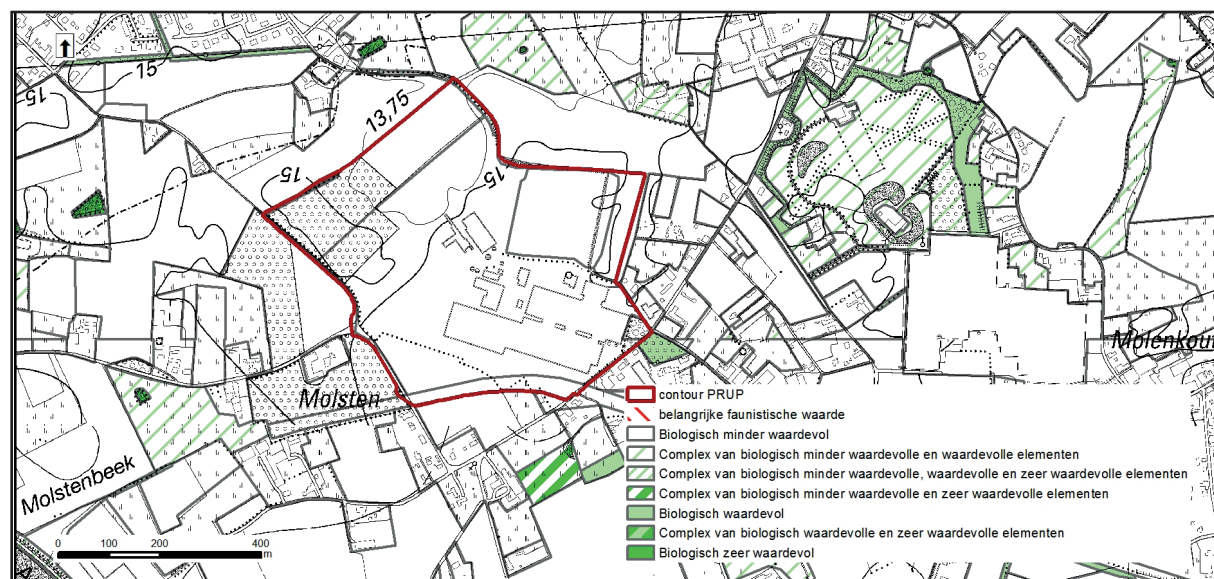 15
15
13,75
15
15
15
Molenkout
Molsten
Molstenbeek
contour PRUP
belangrijke faunistische waarde
Biologisch minder waardevol
Complex van biologisch minder waardevolle en waardevolle elementen
Complex van biologisch minder waardevolle, waardevolle en zeer waardevolle elementen
Complex van biologisch minder waardevolle en zeer waardevolle elementen
Biologisch waardevol
Complex van biologisch waardevolle en zeer waardevolle elementen
Biologisch zeer waardevol
0 100 200 400
m